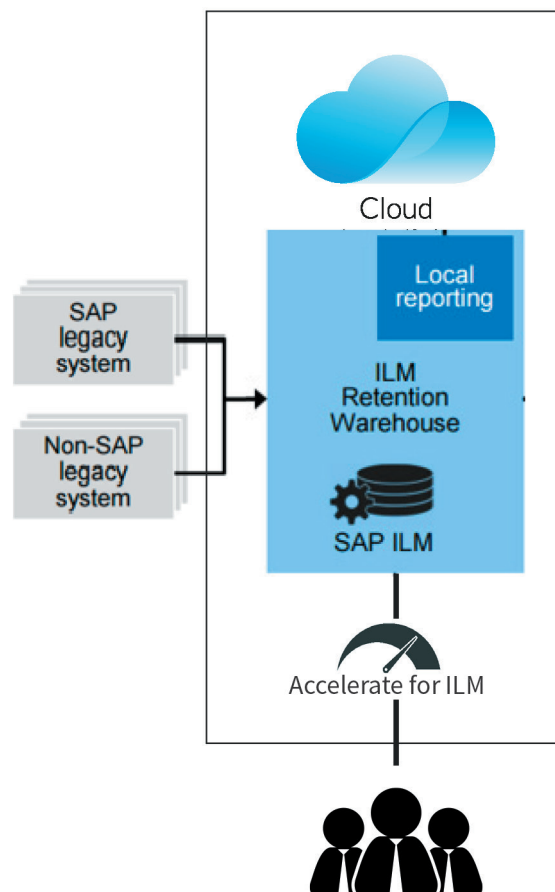 Cloud
Local
reporting
SAP
legacy
system
ILM
Retention
Warehouse
Non-SAP
legacy
system
SAP ILM
Accelerate for ILM